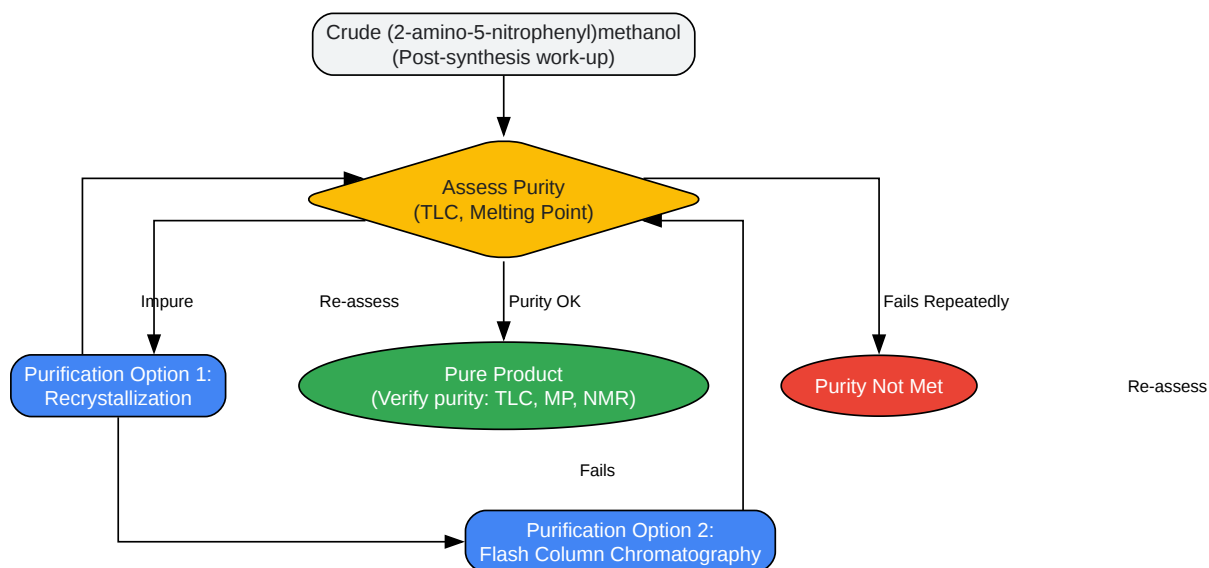 Crude (2-amino-5-nitrophenyl)methanol
(Post-synthesis work-up)
Assess Purity
(TLC, Melting Point)
Impure
Re-assess
Purity OK
Fails Repeatedly
Purification Option 1:
Recrystallization
Pure Product
(Verify purity: TLC, MP, NMR)
Purity Not Met
Re-assess
Fails
Purification Option 2:
Flash Column Chromatography